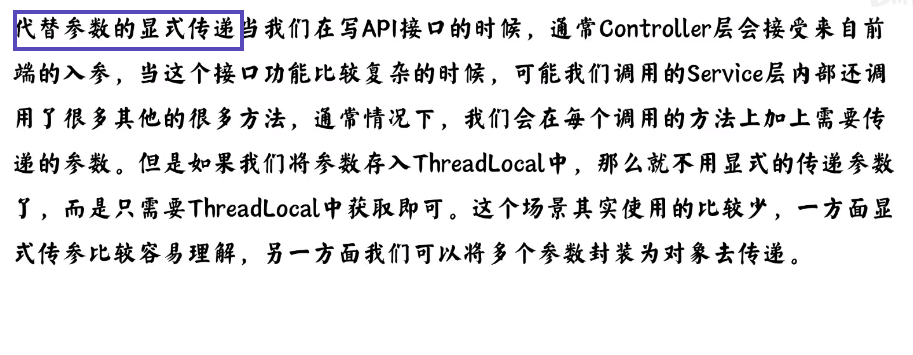 代替参数的显式传递当我们在写API接口的时候，通常Controller层会接受来自前
端的入参，当这个接口功能比较复杂的时候，可能我们调用的Service层内部还调
用了很多其他的很多方法，通常情况下，我们会在每个调用的方法上加上需要传
递的参数。但是如果我们将参数存入ThreadLocal中，那么就不用显式的传递参数
了，而是只需要ThreadLocal中获取即可。这个场景其实使用的比较少，一方面显
式传参比较容易理解，另一方面我们可以将多个参数封装为对象去传递。